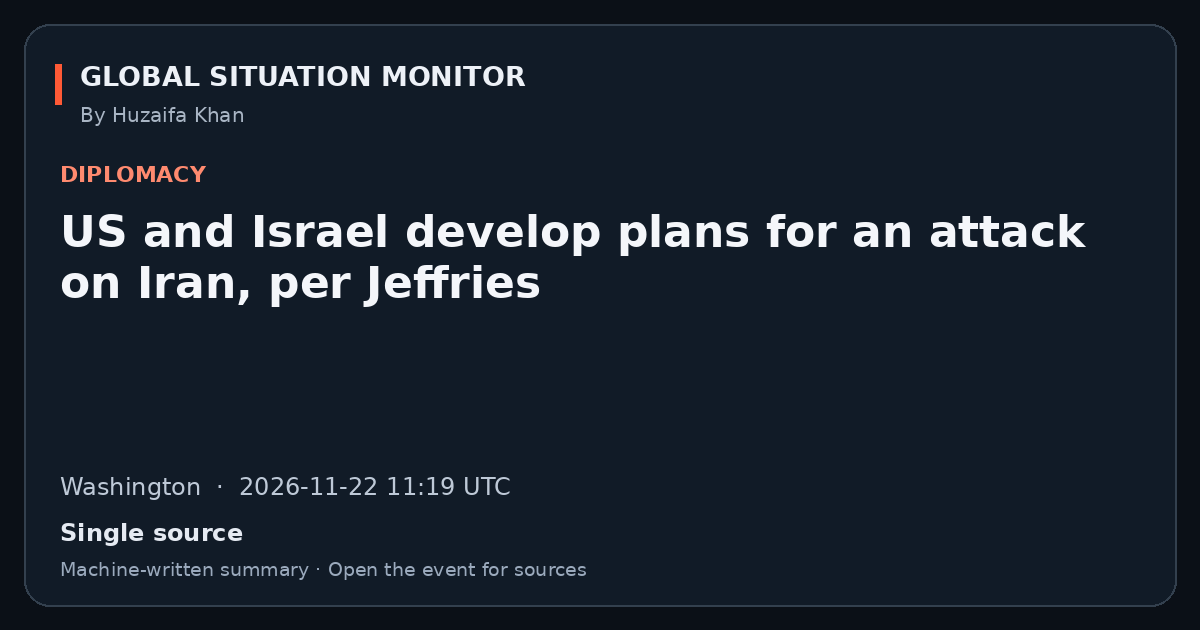 GLOBAL SITUATION MONITOR
By Huzaifa Khan
DIPLOMACY
US and Israel develop plans for an attack
on Iran, per Jeffries
Washington · 2026-11-22 11:19 UTC
Single source
Machine-written summary · Open the event for sources